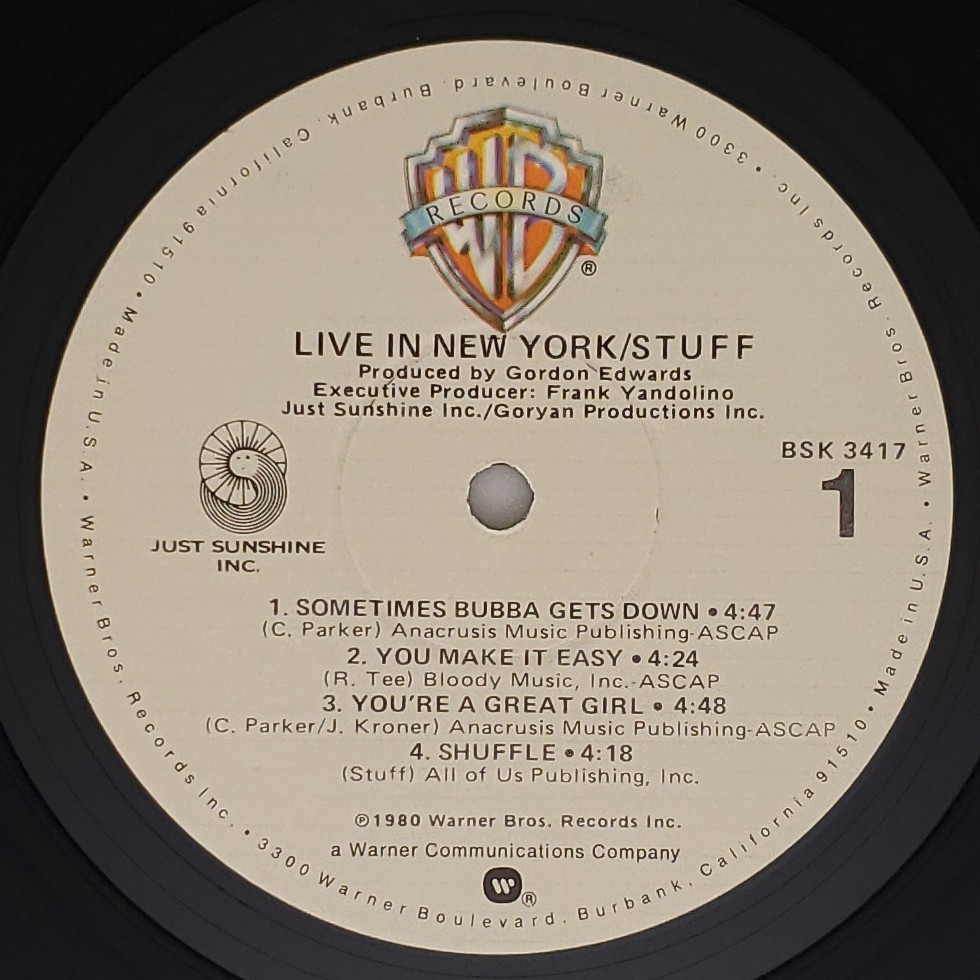 Warner Bros. Records Inc. • 3300 Warner Boulevard. Burbank, California 91510 • Made in U.S.A. •
Warner Bros. Records Inc. • 3300 Warner Boulevard. Burbank, California 91510 • Made in U.S.A. •
WB
RECORDS
®
LIVE IN NEW YORK/STUFF
Produced by Gordon Edwards
Executive Producer: Frank Yandolino
Just Sunshine Inc./Goryan Productions Inc.
BSK 3417
1
JUST SUNSHINE
INC.
1. SOMETIMES BUBBA GETS DOWN • 4:47
(C. Parker) Anacrusis Music Publishing-ASCAP
2. YOU MAKE IT EASY • 4:24
(R. Tee) Bloody Music, Inc.-ASCAP
3. YOU'RE A GREAT GIRL • 4:48
(C. Parker/J. Kroner) Anacrusis Music Publishing-ASCAP
4. SHUFFLE • 4:18
(Stuff) All of Us Publishing, Inc.
℗1980 Warner Bros. Records Inc.
a Warner Communications Company
W®